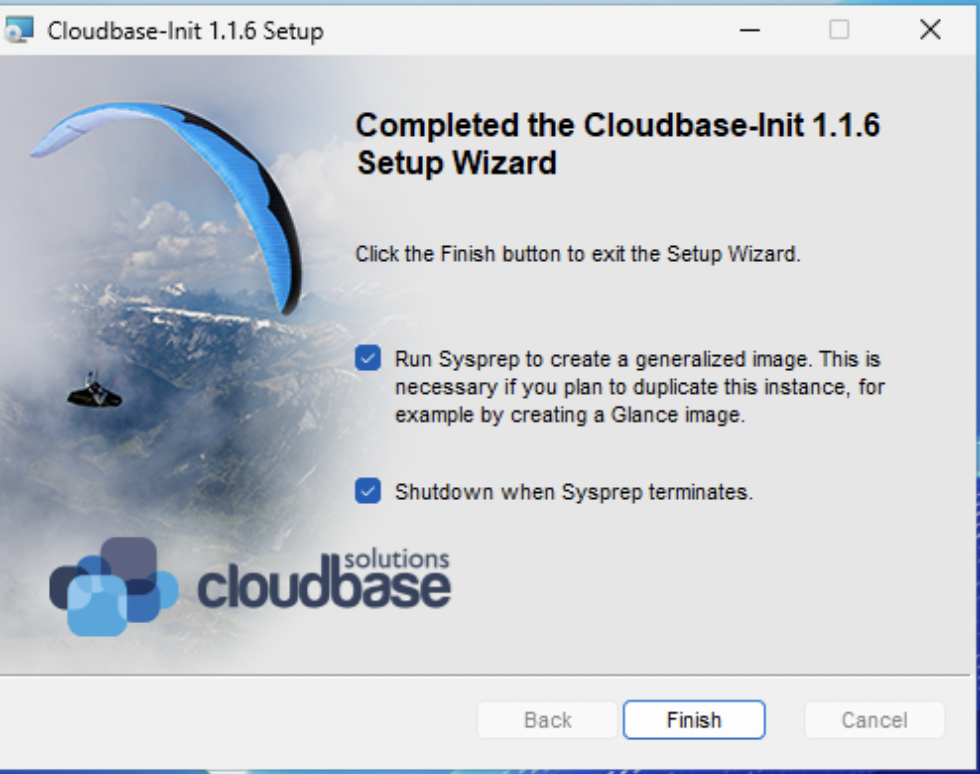 Cloudbase-Init 1.1.6 Setup
Completed the Cloudbase-Init 1.1.6
Setup Wizard
Click the Finish button to exit the Setup Wizard.
Run Sysprep to create a generalized image. This is
necessary if you plan to duplicate this instance, for
example by creating a Glance image.
Shutdown when Sysprep terminates.
solutions
cloudbase
Back
Finish
Cancel